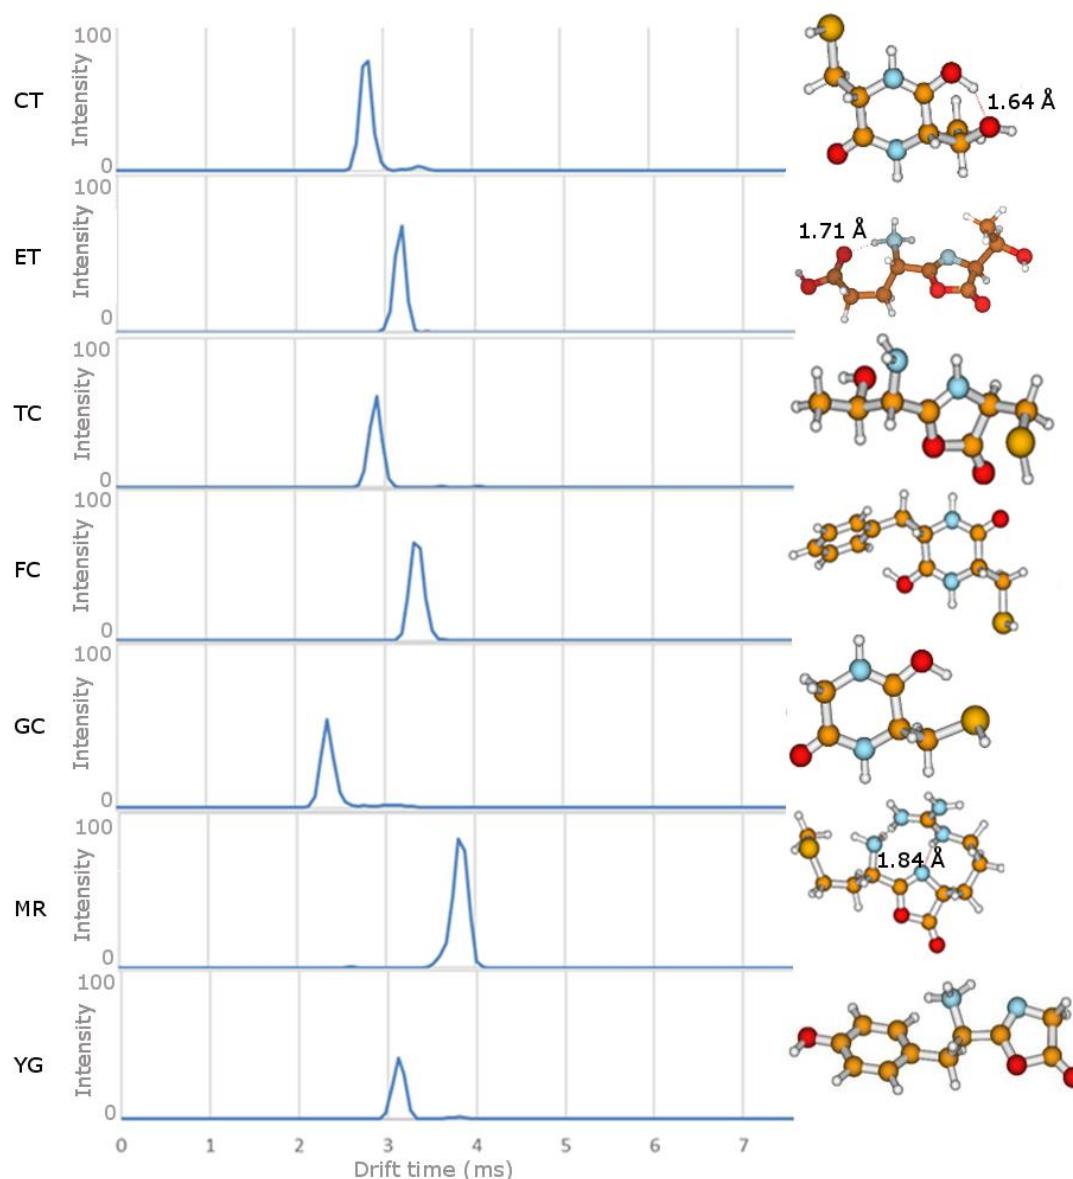 100
Intensity
CT
0
1.64 Å
100
Intensity
ET
0
1.71 Å
100
Intensity
TC
0
100
Intensity
FC
0
100
Intensity
GC
0
100
Intensity
MR
0
1.84 Å
100
Intensity
YG
0
0 1 2 3 4 5 6 7
Drift time (ms)